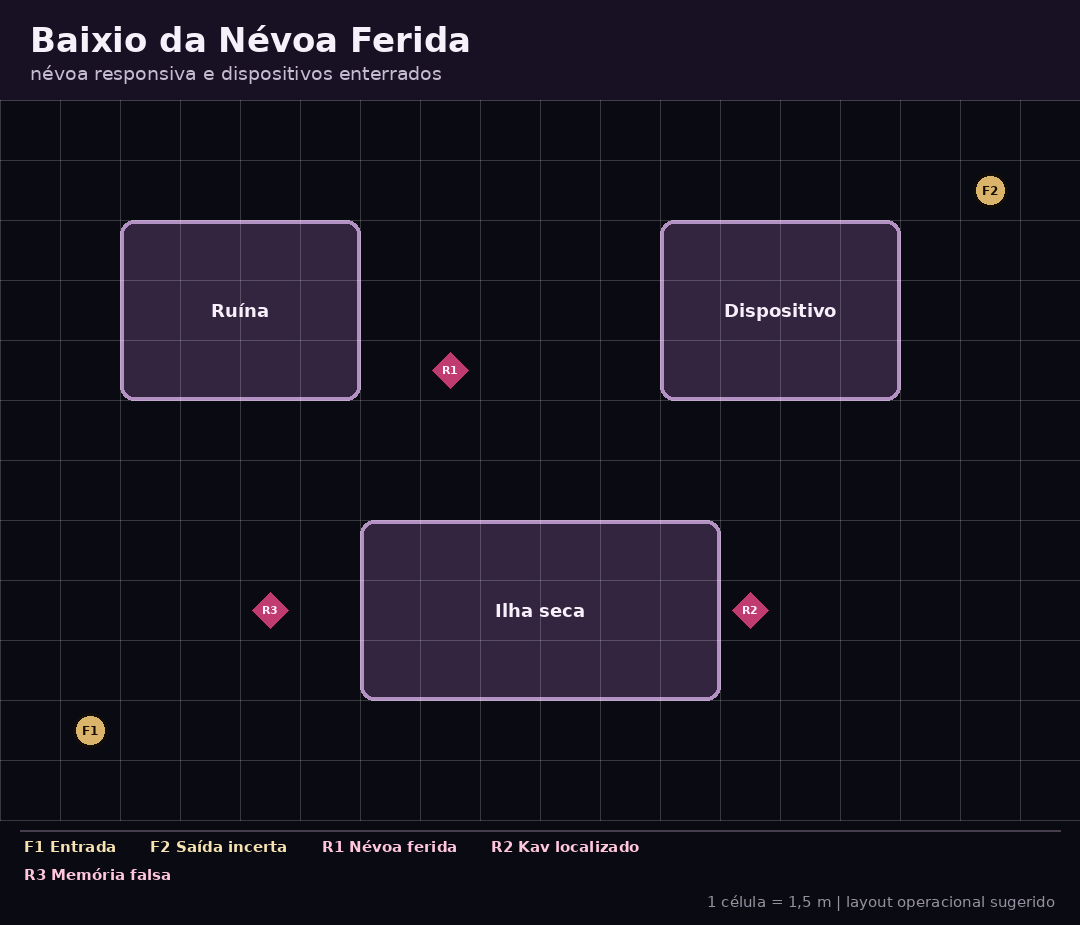 Baixio da Névoa Ferida
névoa responsiva e dispositivos enterrados
F2
Ruína
Dispositivo
R1
R3
Ilha seca
R2
F1
F1 Entrada F2 Saída incerta R1 Névoa ferida R2 Kav localizado
R3 Memória falsa
1 célula = 1,5 m | layout operacional sugerido